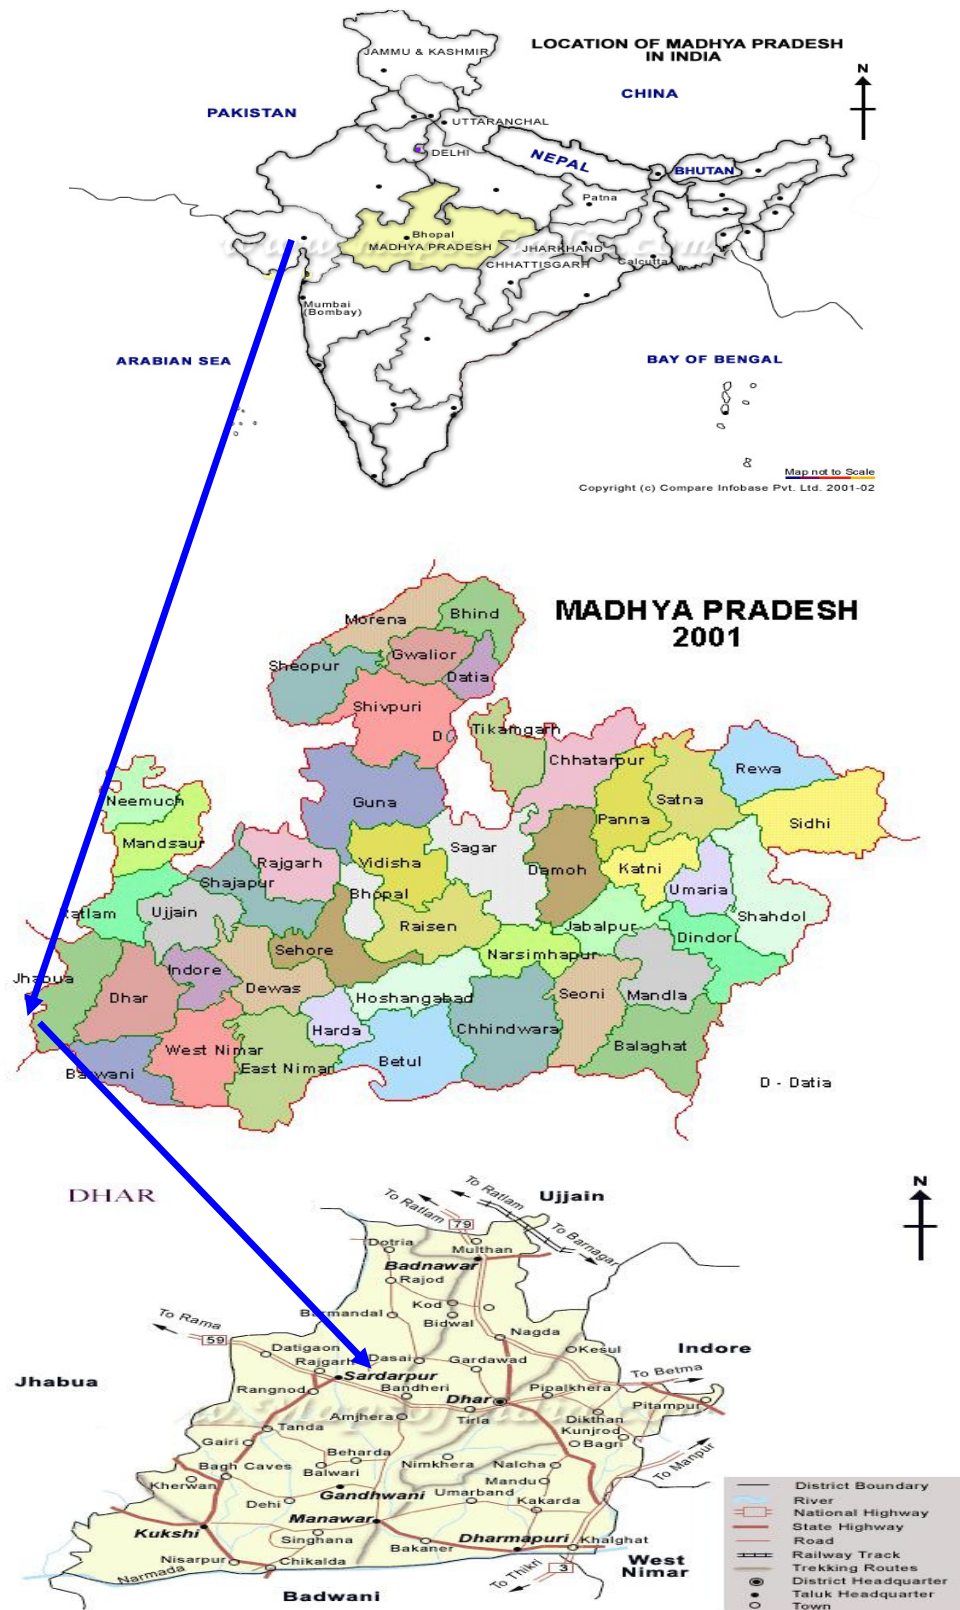 LOCATION OF MADHYA PRADESH
IN INDIA
N
JAMMU & KASHMIR
CHINA
PAKISTAN
UTTARANCHAL
DELHI
NEPAL
BHUTAN
Patna
Bhopal
MADHYA PRADESH
JHARKHAND
CHHATTISGARH
Calcutta
Mumbai
(Bombay)
ARABIAN SEA
BAY OF BENGAL
Map not to Scale
Copyright (c) Compare Infobase Pvt. Ltd. 2001-02
MADHYA PRADESH
2001
Bhind
Morena
Gwalior
Sheopur
Datia
Shivpuri
D
Tikamgarh
Chhatarpur
Rewa
Neemuch
Guna
Satna
Panna
Sidhi
Mandsaur
Rajgarh
Vidisha
Sagar
Damoh
Katni
Shajapur
Bhopal
Umaria
Ratlam
Ujjain
Raisen
Jabalpur
Shahdol
Dindori
Sehore
Narsimhapur
Jhabua
Indore
Dewas
Dhar
Hoshangabad
Seoni
Mandla
Harda
Chhindwara
West Nimar
Betul
Balaghat
Barwani
East Nimar
D - Datia
DHAR
N
To Ratlam
To Ratlam
Ujjain
79
To Barnagar
Dotria
Multhan
Badnawar
Rajod
Kod
Barmandal
Bidwal
To Rama
59
Nagda
Datigaon
Kesul
Indore
Rajgarh
Dasai
Gardawad
To Betma
Jhabua
Sardarpur
Rangnod
Bandheri
Dhar
Pipalkhera
Pitampur
Amjhera
Tirla
Dikthan
Tanda
Kunjrod
Gairi
Bagri
Beharda
Nimkhera
Nalcha
To Manpur
Bagh Caves
Balwari
Mandu
Kherwan
Gandhwani
Umarband
Dehi
Kakarda
Manawar
Kukshi
Singhana
Dharmapuri
Khalghat
Bakaner
Nisarpur
Chikalda
West
Nimar
Narmada
3
To Thikri
Badwani
District Boundary
River
National Highway
State Highway
Road
Railway Track
Trekking Routes
District Headquarter
Taluk Headquarter
Town